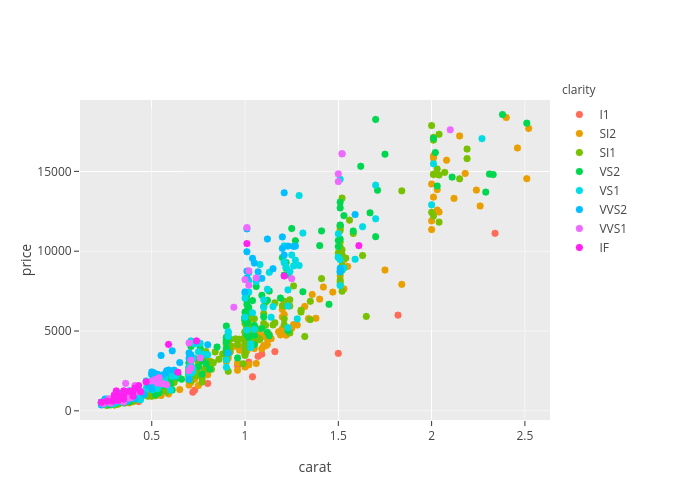 clarity
I1
SI2
SI1
VS2
VS1
VVS2
VVS1
IF
15000
10000
5000
0
price
0.5
1
1.5
2
2.5
carat